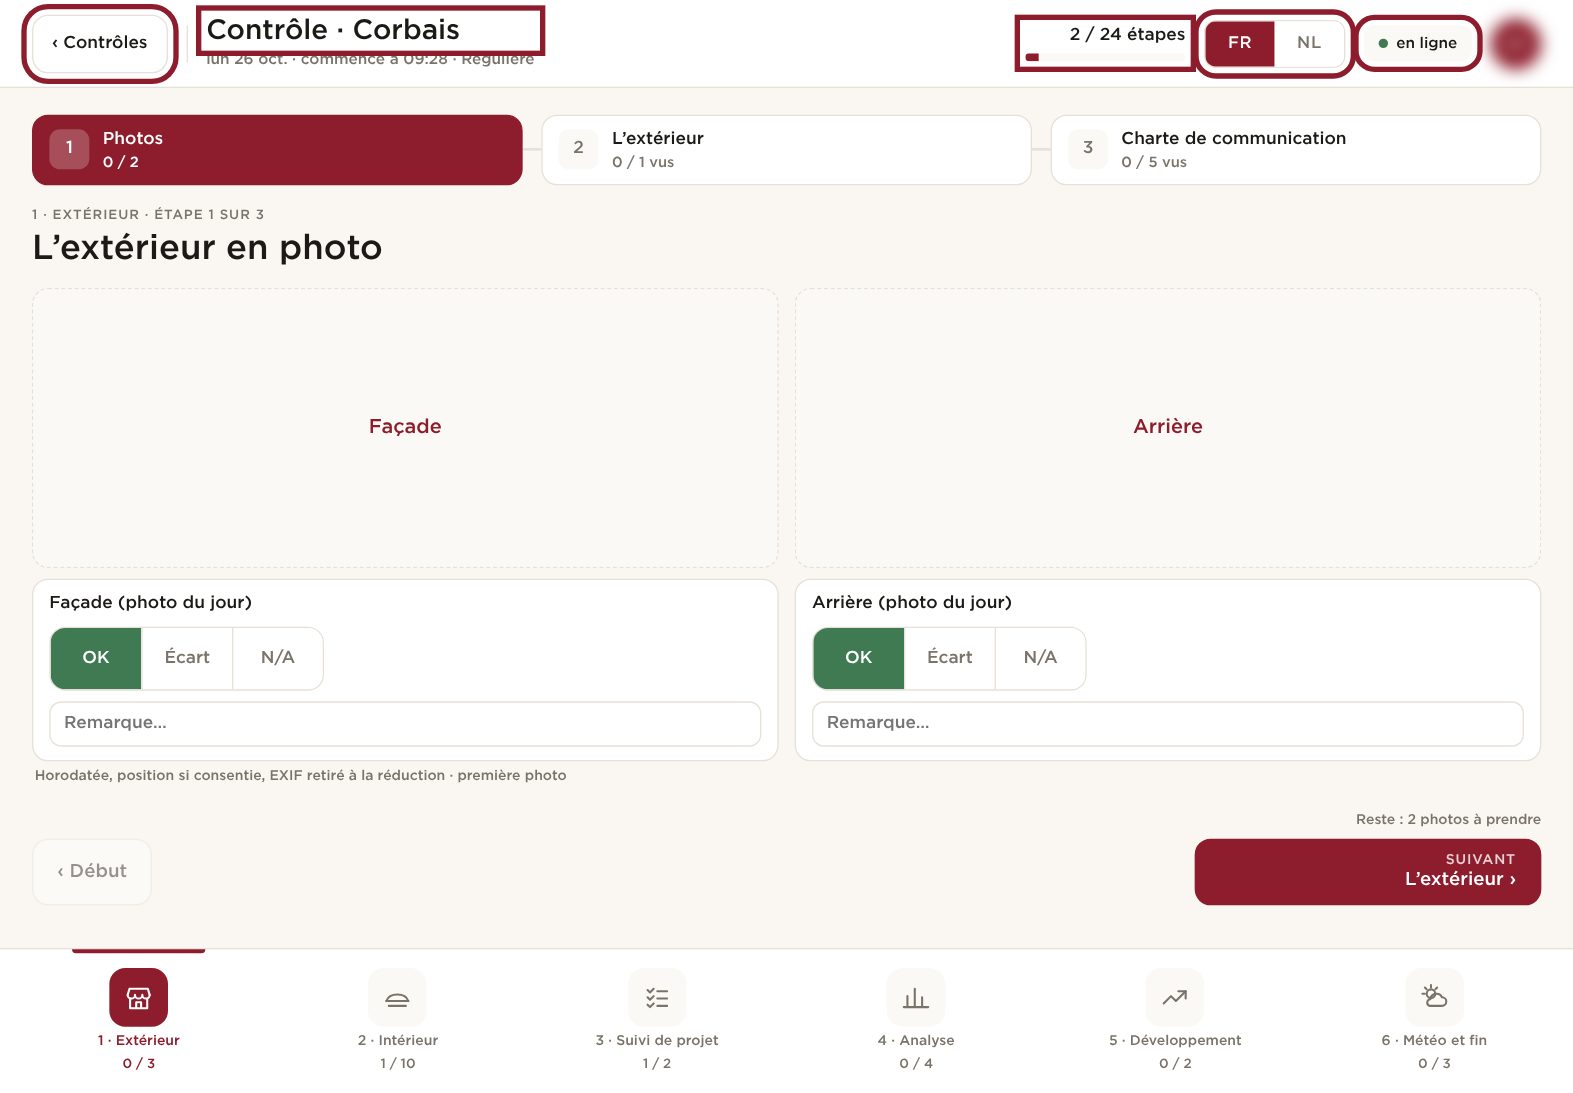 ‹ Contrôles
Contrôle · Corbais
lun 26 oct. · commencé à 09:28 · Régulière
2 / 24 étapes
FR
NL
en ligne
1
Photos
0 / 2
2
L’extérieur
0 / 1 vus
3
Charte de communication
0 / 5 vus
1 · EXTÉRIEUR · ÉTAPE 1 SUR 3
L’extérieur en photo
Façade
Arrière
Façade (photo du jour)
OK
Écart
N/A
Remarque...
Arrière (photo du jour)
OK
Écart
N/A
Remarque...
Horodatée, position si consentie, EXIF retiré à la réduction · première photo
Reste : 2 photos à prendre
‹ Début
SUIVANT
L’extérieur ›
1 · Extérieur
0 / 3
2 · Intérieur
1 / 10
3 · Suivi de projet
1 / 2
4 · Analyse
0 / 4
5 · Développement
0 / 2
6 · Météo et fin
0 / 3